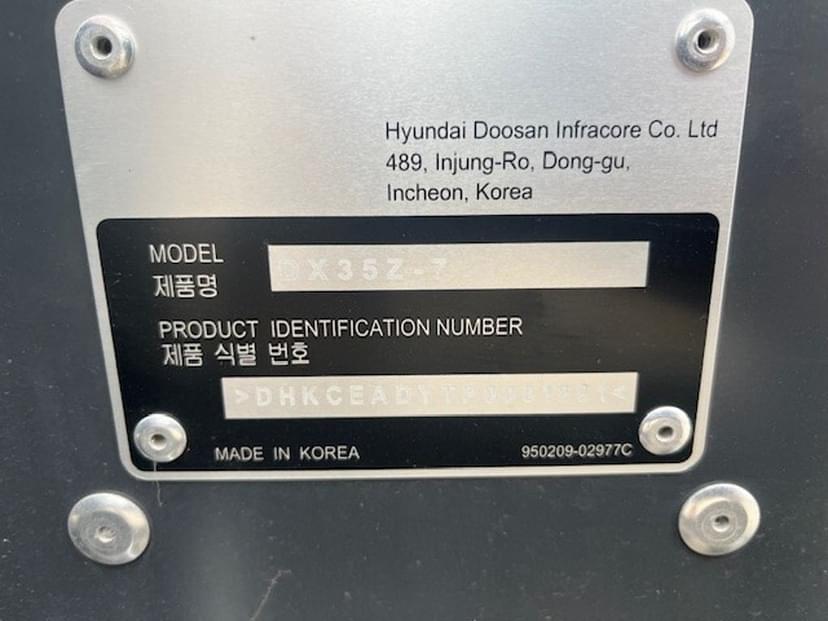 Hyundai Doosan Infracore Co. Ltd
489, Injung-Ro, Dong-gu,
Incheon, Korea
MODEL
제품명
DX35Z-7
PRODUCT IDENTIFICATION NUMBER
제품 식별 번호
MADE IN KOREA
950209-02977C